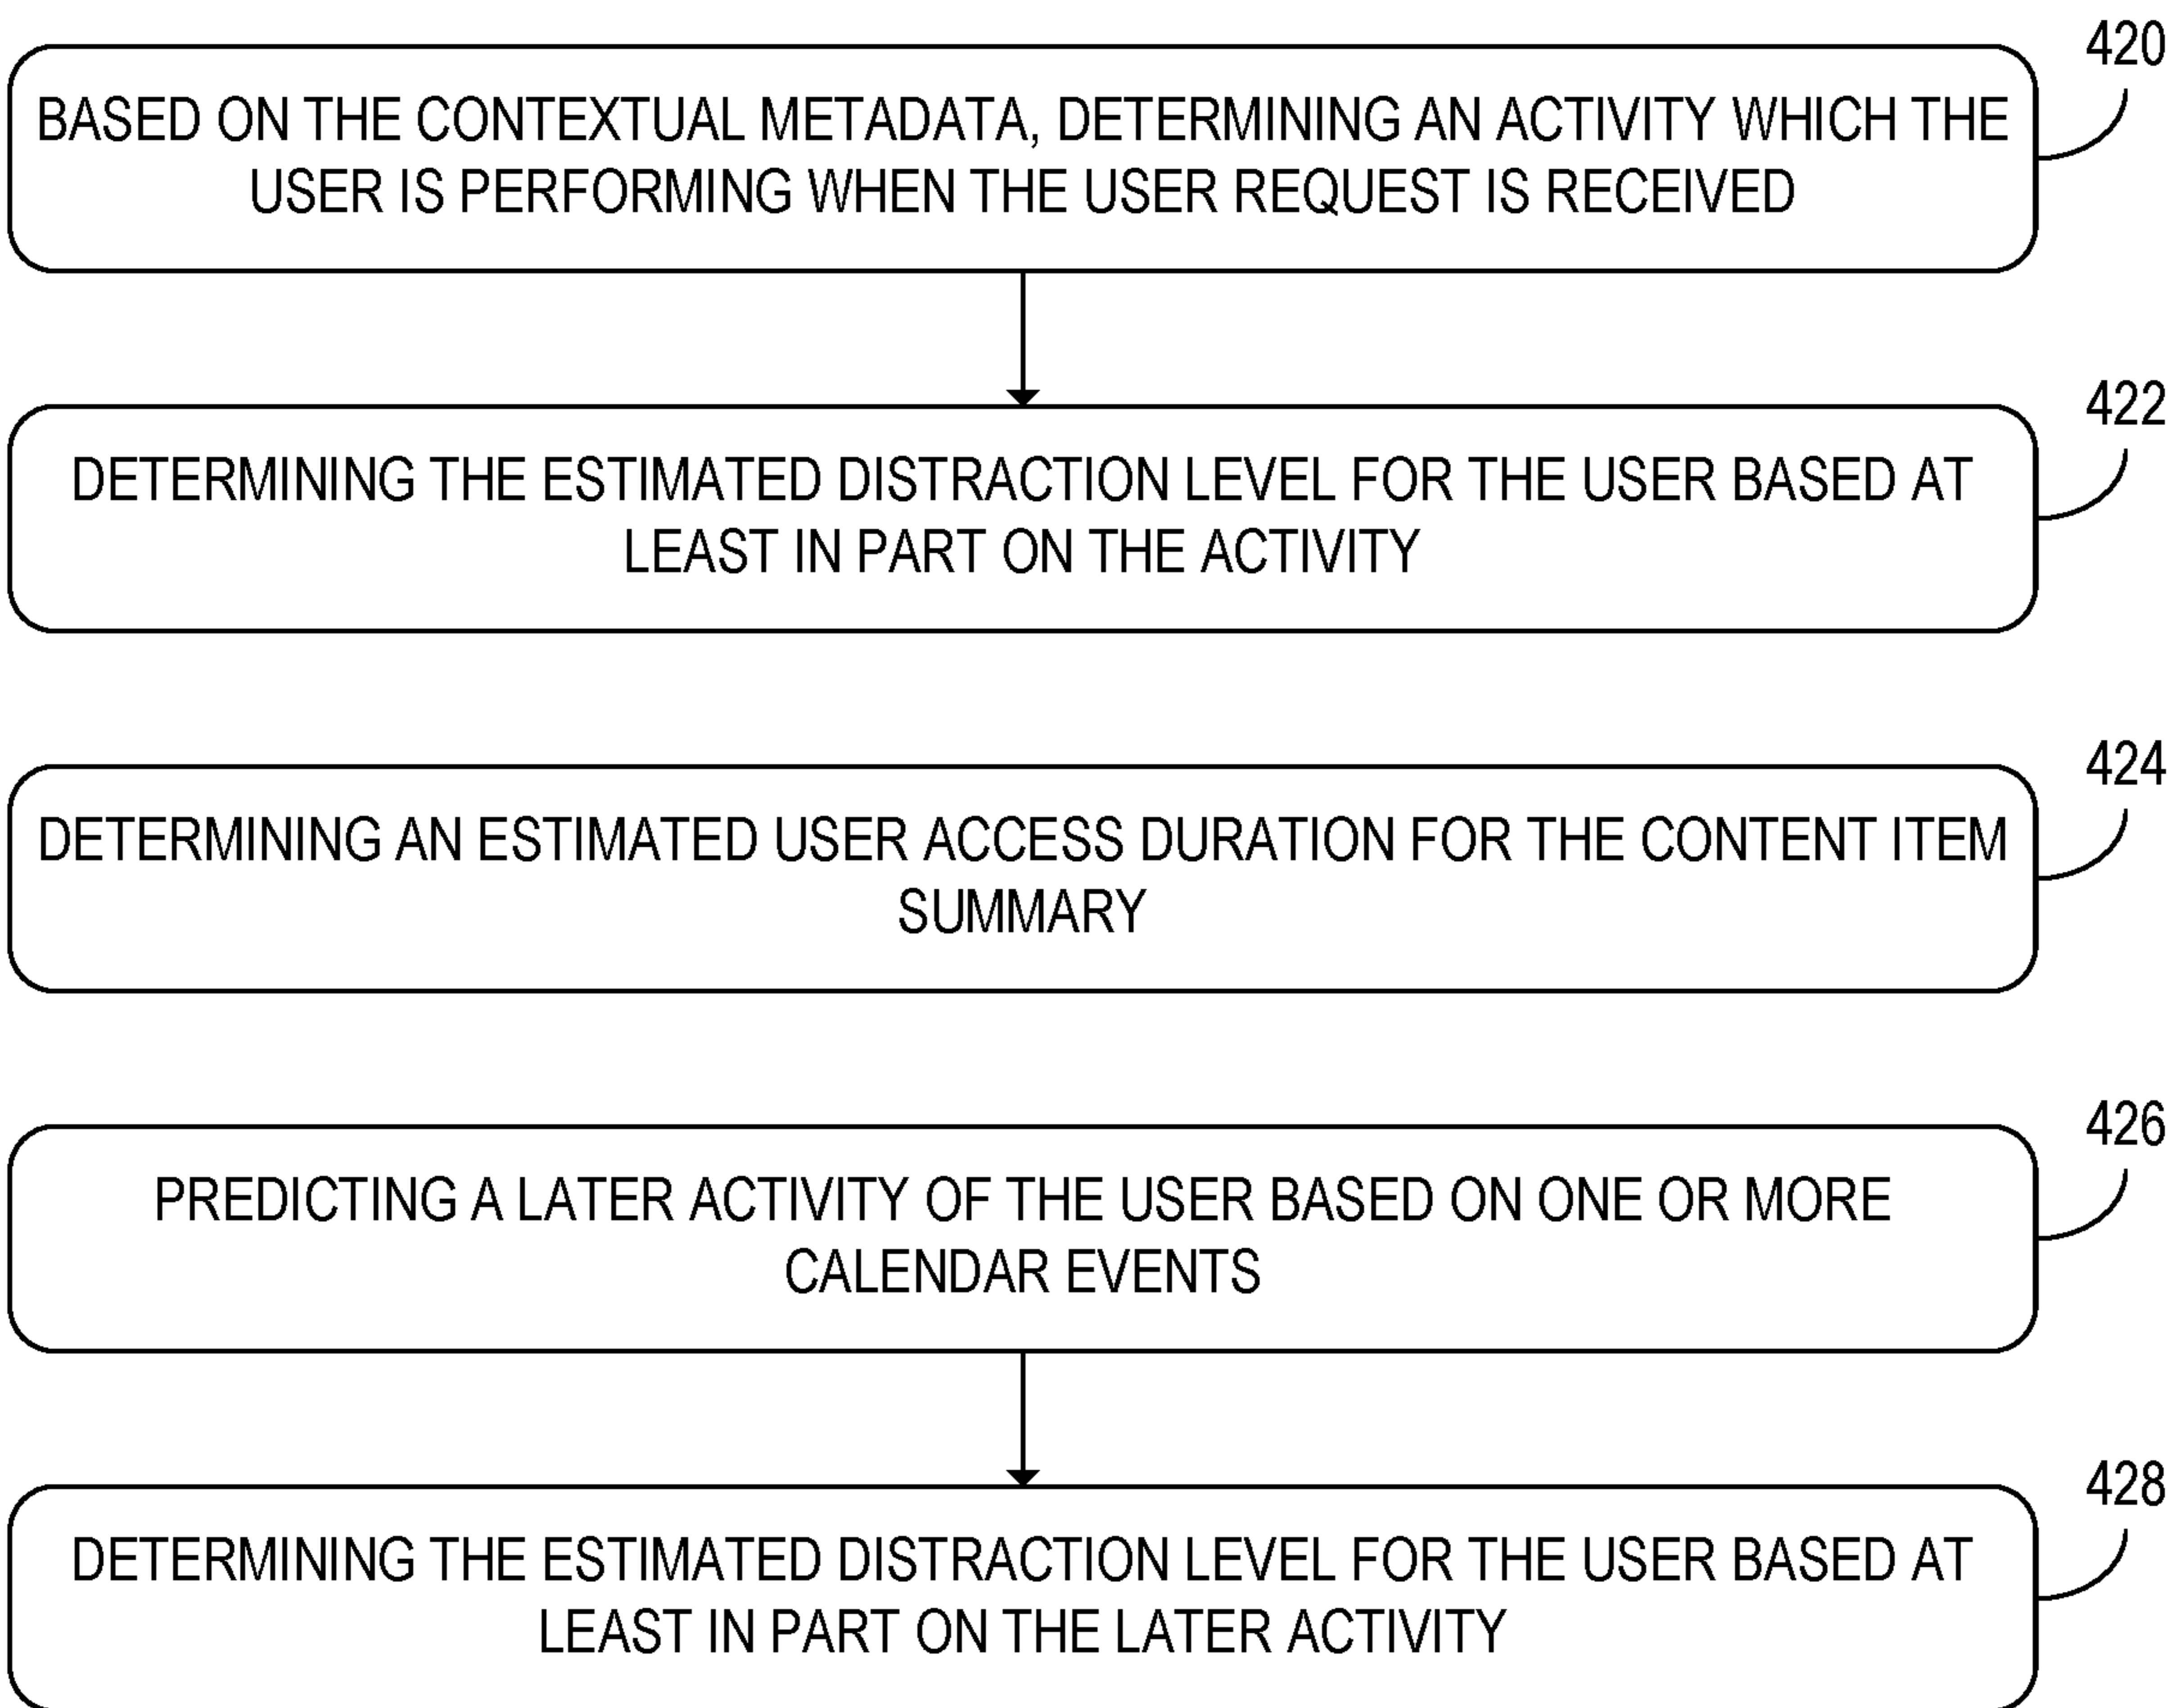 420
BASED ON THE CONTEXTUAL METADATA, DETERMINING AN ACTIVITY WHICH THE
USER IS PERFORMING WHEN THE USER REQUEST IS RECEIVED
422
DETERMINING THE ESTIMATED DISTRACTION LEVEL FOR THE USER BASED AT
LEAST IN PART ON THE ACTIVITY
424
DETERMINING AN ESTIMATED USER ACCESS DURATION FOR THE CONTENT ITEM
SUMMARY
426
PREDICTING A LATER ACTIVITY OF THE USER BASED ON ONE OR MORE
CALENDAR EVENTS
428
DETERMINING THE ESTIMATED DISTRACTION LEVEL FOR THE USER BASED AT
LEAST IN PART ON THE LATER ACTIVITY